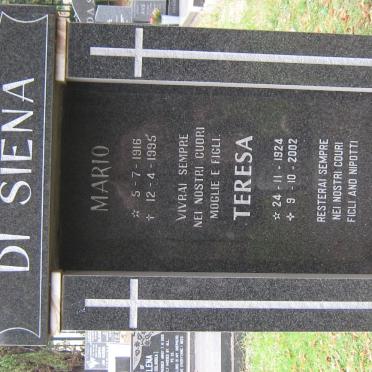 DI SIENA
MARIO
☆ 5-7-1916
✝ 12-4-1995
VIVRAI SEMPRE
NEI NOSTRI CUORI
MOGLIE E FIGLI.
TERESA
☆ 24-11-1924
✝ 9-10-2002
RESTERAI SEMPRE
NEI NOSTRI COURI
FIGLI AND NIPOTTI